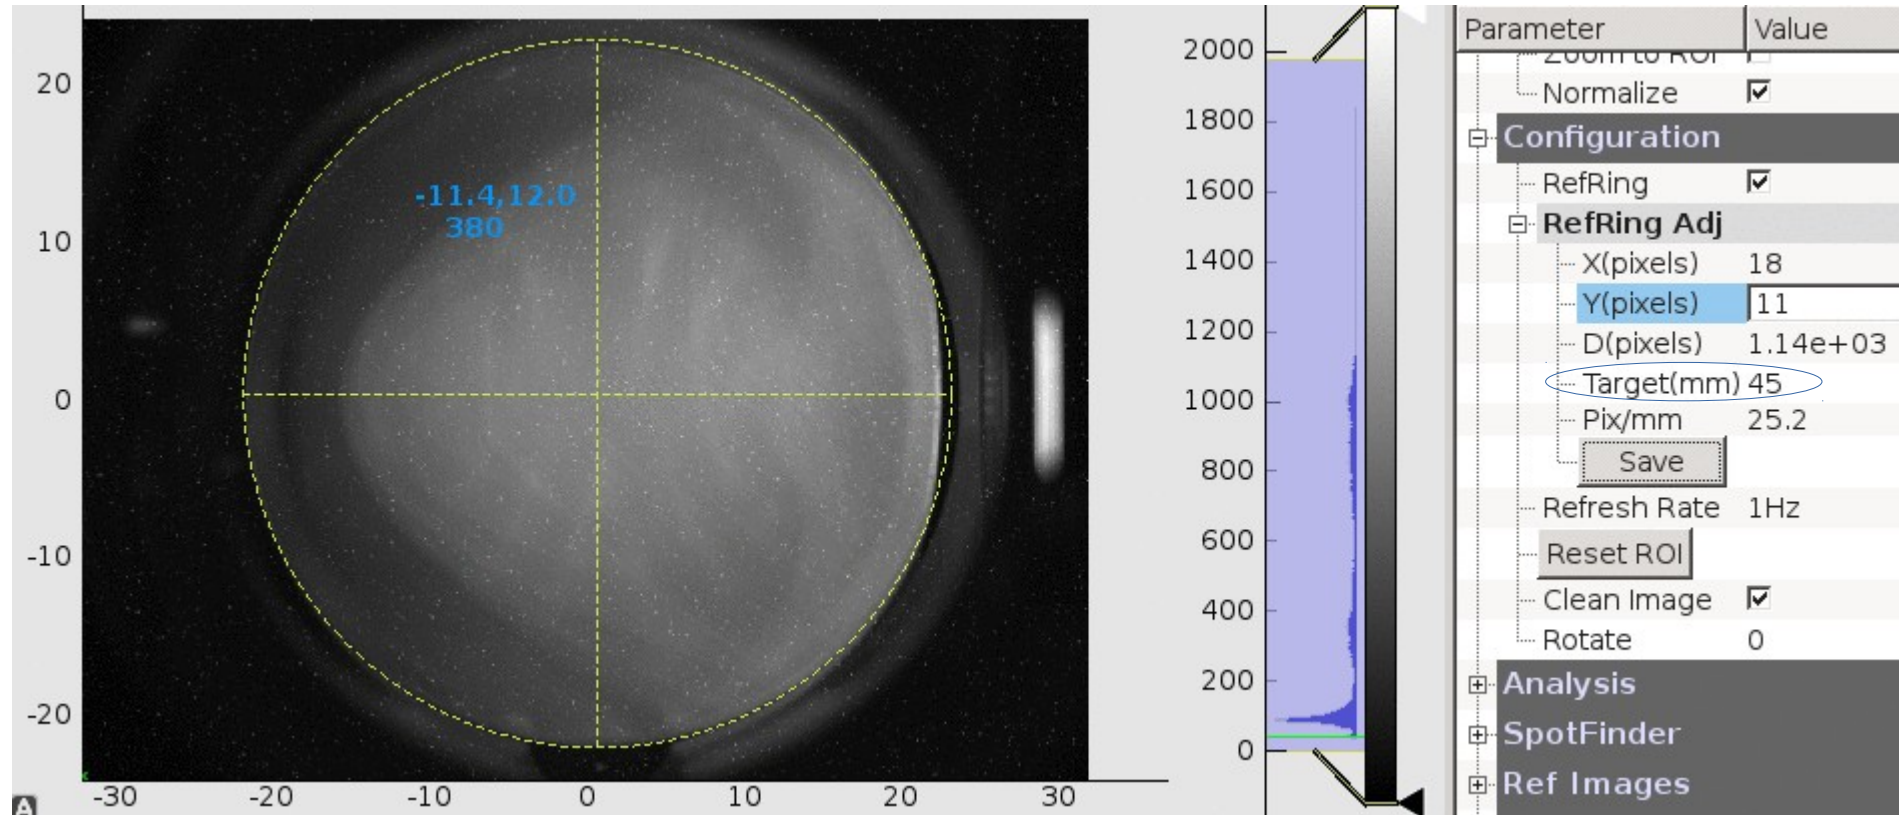 20
10
0
-10
-20
-30
-20
-10
0
10
20
30
-11.4,12.0
380
A
2000
1800
1600
1400
1200
1000
800
600
400
200
0
Parameter Value
Zoom to ROI
Normalize
Configuration
RefRing
RefRing Adj
X(pixels) 18
Y(pixels) 11
D(pixels) 1.14e+03
Target(mm) 45
Pix/mm 25.2
Save
Refresh Rate 1Hz
Reset ROI
Clean Image
Rotate 0
Analysis
SpotFinder
Ref Images